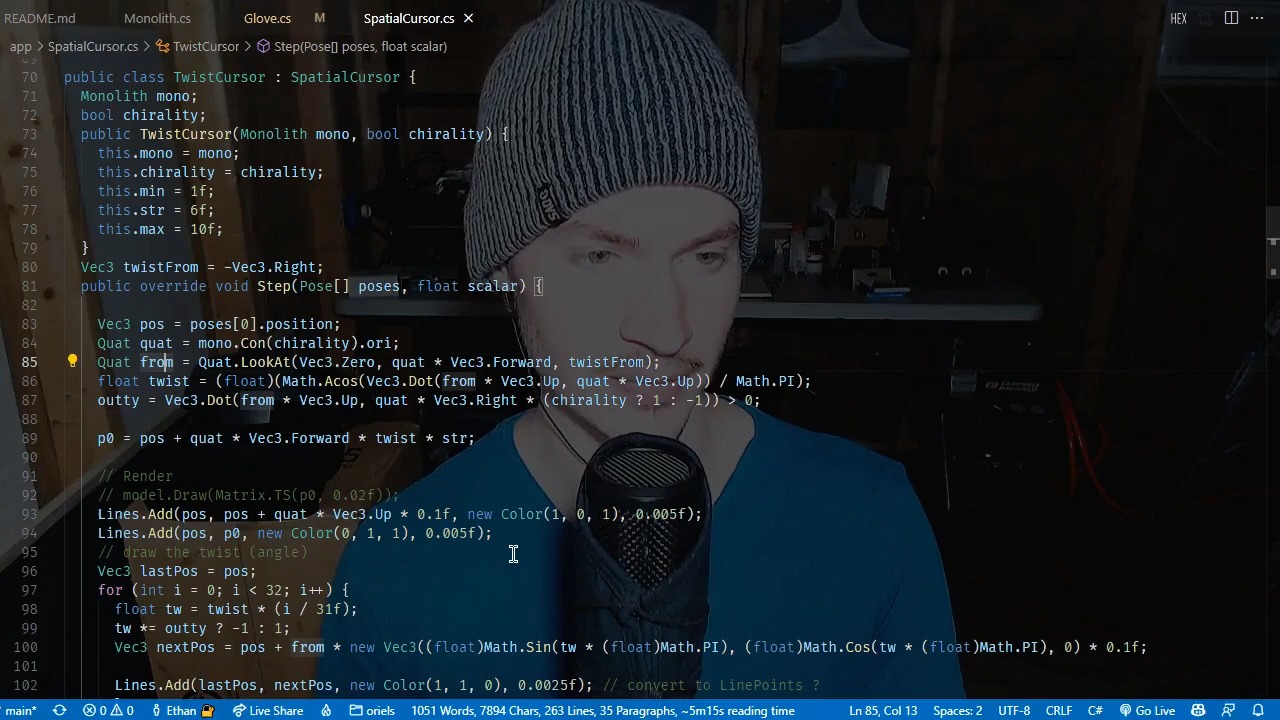 README.md Monolith.cs Glove.cs M SpatialCursor.cs HEX
app > SpatialCursor.cs > TwistCursor > Step(Pose[] poses, float scalar)
70 public class TwistCursor : SpatialCursor {
71 Monolith mono;
72 bool chirality;
73 public TwistCursor(Monolith mono, bool chirality) {
74 this.mono = mono;
75 this.chirality = chirality;
76 this.min = 1f;
77 this.str = 6f;
78 this.max = 10f;
79 }
80 Vec3 twistFrom = -Vec3.Right;
81 public override void Step(Pose[] poses, float scalar) {
82
83 Vec3 pos = poses[0].position;
84 Quat quat = mono.Con(chirality).ori;
85 Quat from = Quat.LookAt(Vec3.Zero, quat * Vec3.Forward, twistFrom);
86 float twist = (float)(Math.Acos(Vec3.Dot(from * Vec3.Up, quat * Vec3.Up)) / Math.PI);
87 outty = Vec3.Dot(from * Vec3.Up, quat * Vec3.Right * (chirality ? 1 : -1)) > 0;
88
89 p0 = pos + quat * Vec3.Forward * twist * str;
90
91 // Render
92 // model.Draw(Matrix.TS(p0, 0.02f));
93 Lines.Add(pos, pos + quat * Vec3.Up * 0.1f, new Color(1, 0, 1), 0.005f);
94 Lines.Add(pos, p0, new Color(0, 1, 1), 0.005f);
95 // draw the twist (angle)
96 Vec3 lastPos = pos;
97 for (int i = 0; i < 32; i++) {
98 float tw = twist * (i / 31f);
99 tw *= outty ? -1 : 1;
100 Vec3 nextPos = pos + from * new Vec3((float)Math.Sin(tw * (float)Math.PI), (float)Math.Cos(tw * (float)Math.PI), 0) * 0.1f;
101
102 Lines.Add(lastPos, nextPos, new Color(1, 1, 0), 0.0025f); // convert to LinePoints ?
main* 0 0 Ethan Live Share oriels 1051 Words, 7894 Chars, 263 Lines, 35 Paragraphs, ~5m15s reading time Ln 85, Col 13 Spaces: 2 UTF-8 CRLF C# Go Live